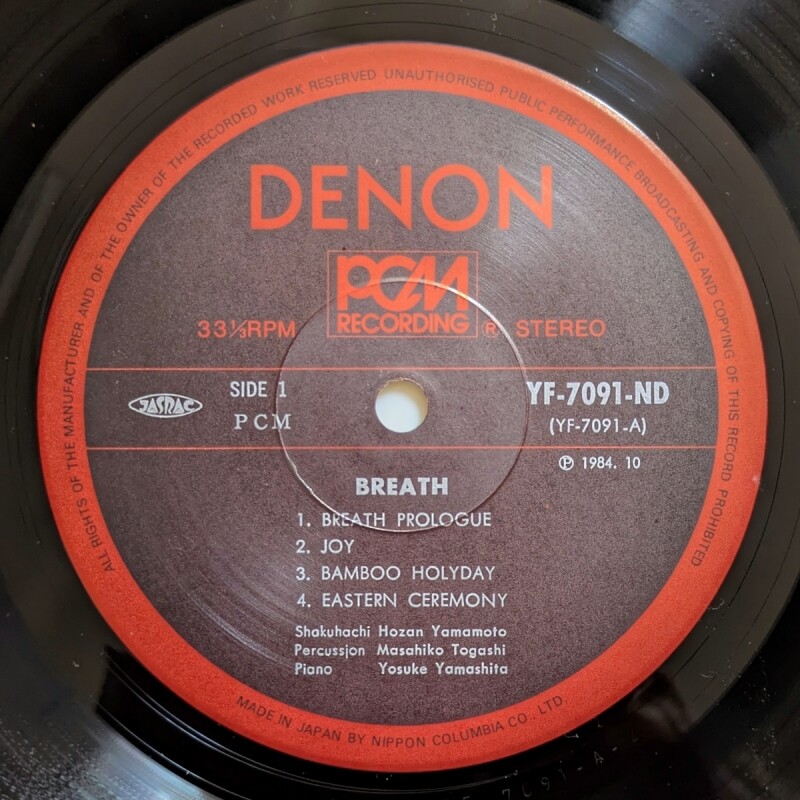 ALL RIGHTS OF THE MANUFACTURER AND OF THE OWNER OF THE RECORDED WORK RESERVED UNAUTHORISED PUBLIC PERFORMANCE BROADCASTING AND COPYING OF THIS RECORD PROHIBITED
DENON
PCM
RECORDING
33⅓RPM ® STEREO
JASRAC
SIDE 1
PCM
YF-7091-ND
(YF-7091-A)
℗ 1984. 10
BREATH
1. BREATH PROLOGUE
2. JOY
3. BAMBOO HOLYDAY
4. EASTERN CEREMONY
Shakuhachi Hozan Yamamoto
Percussjon Masahiko Togashi
Piano Yosuke Yamashita
MADE IN JAPAN BY NIPPON COLUMBIA CO., LTD.